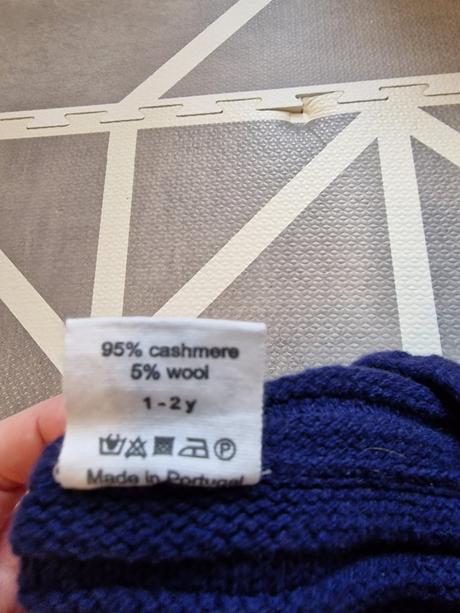 95% cashmere
5% wool
1-2 y
P
Made in Portugal